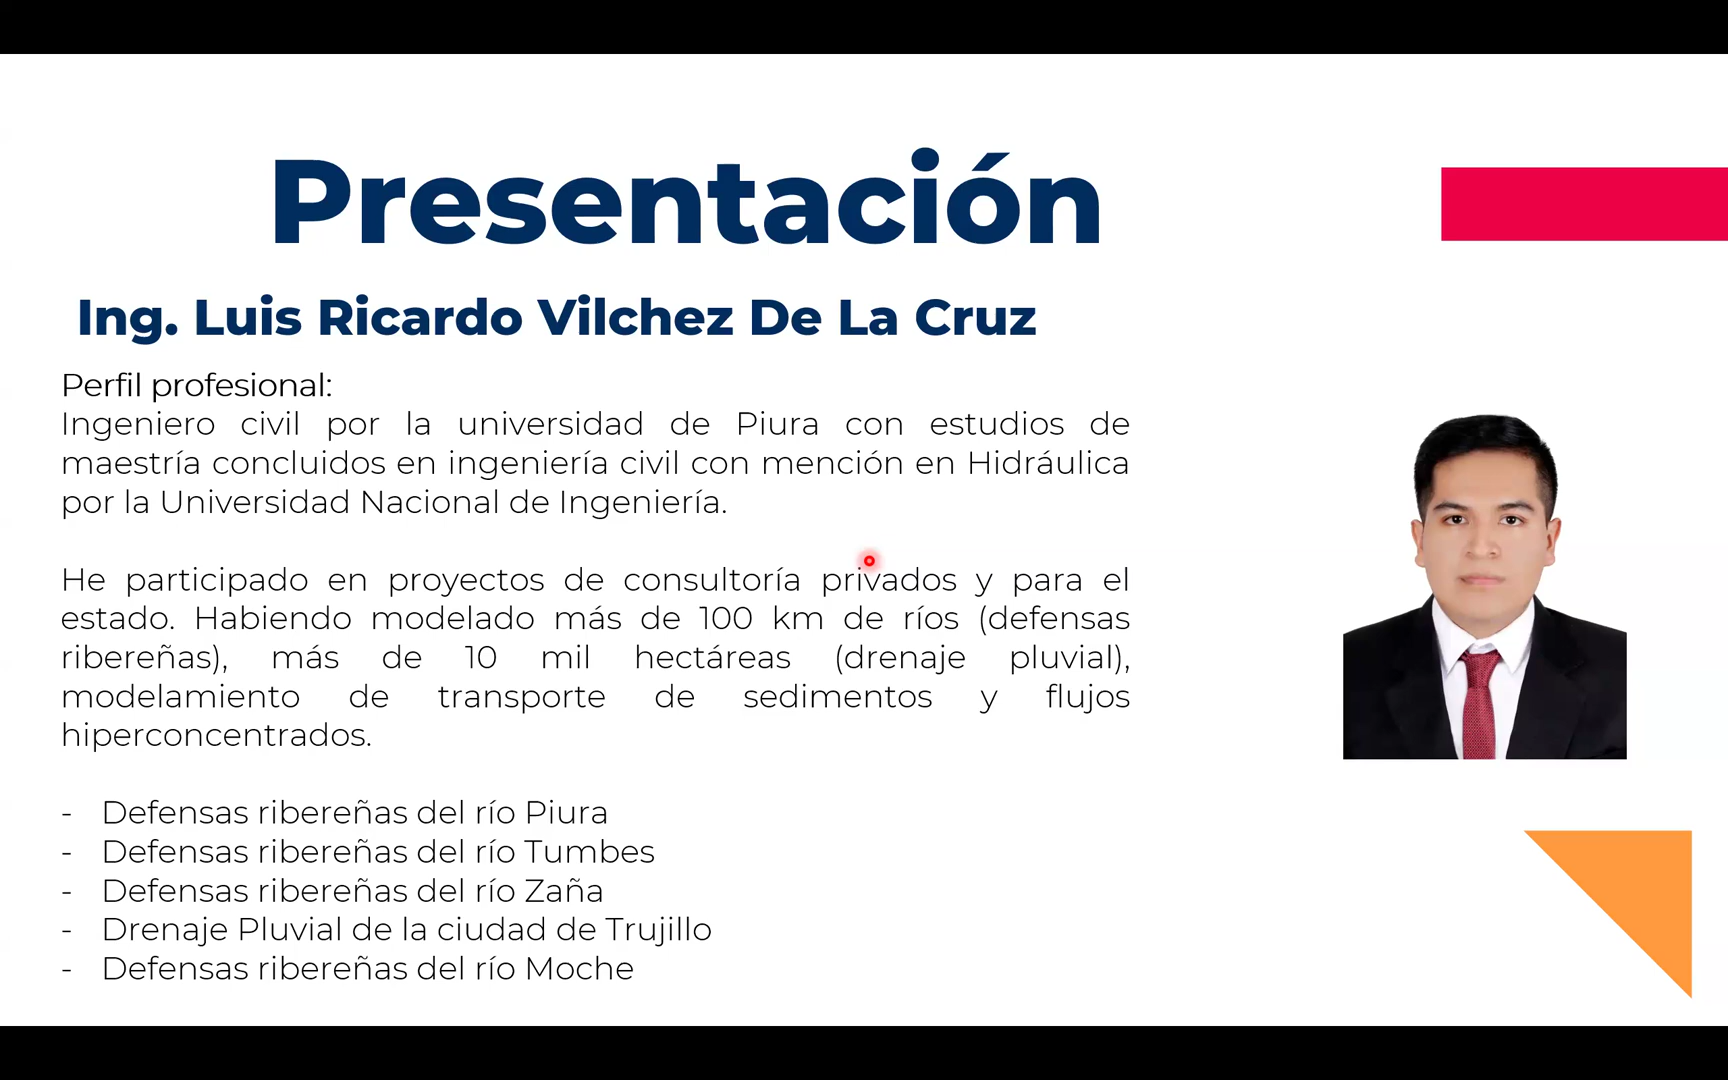 Presentación
Ing. Luis Ricardo Vilchez De La Cruz
Perfil profesional:
Ingeniero civil por la universidad de Piura con estudios de
maestría concluidos en ingeniería civil con mención en Hidráulica
por la Universidad Nacional de Ingeniería.
He participado en proyectos de consultoría privados y para el
estado. Habiendo modelado más de 100 km de ríos (defensas
ribereñas), más de 10 mil hectáreas (drenaje pluvial),
modelamiento de transporte de sedimentos y flujos
hiperconcentrados.
- Defensas ribereñas del río Piura
- Defensas ribereñas del río Tumbes
- Defensas ribereñas del río Zaña
- Drenaje Pluvial de la ciudad de Trujillo
- Defensas ribereñas del río Moche